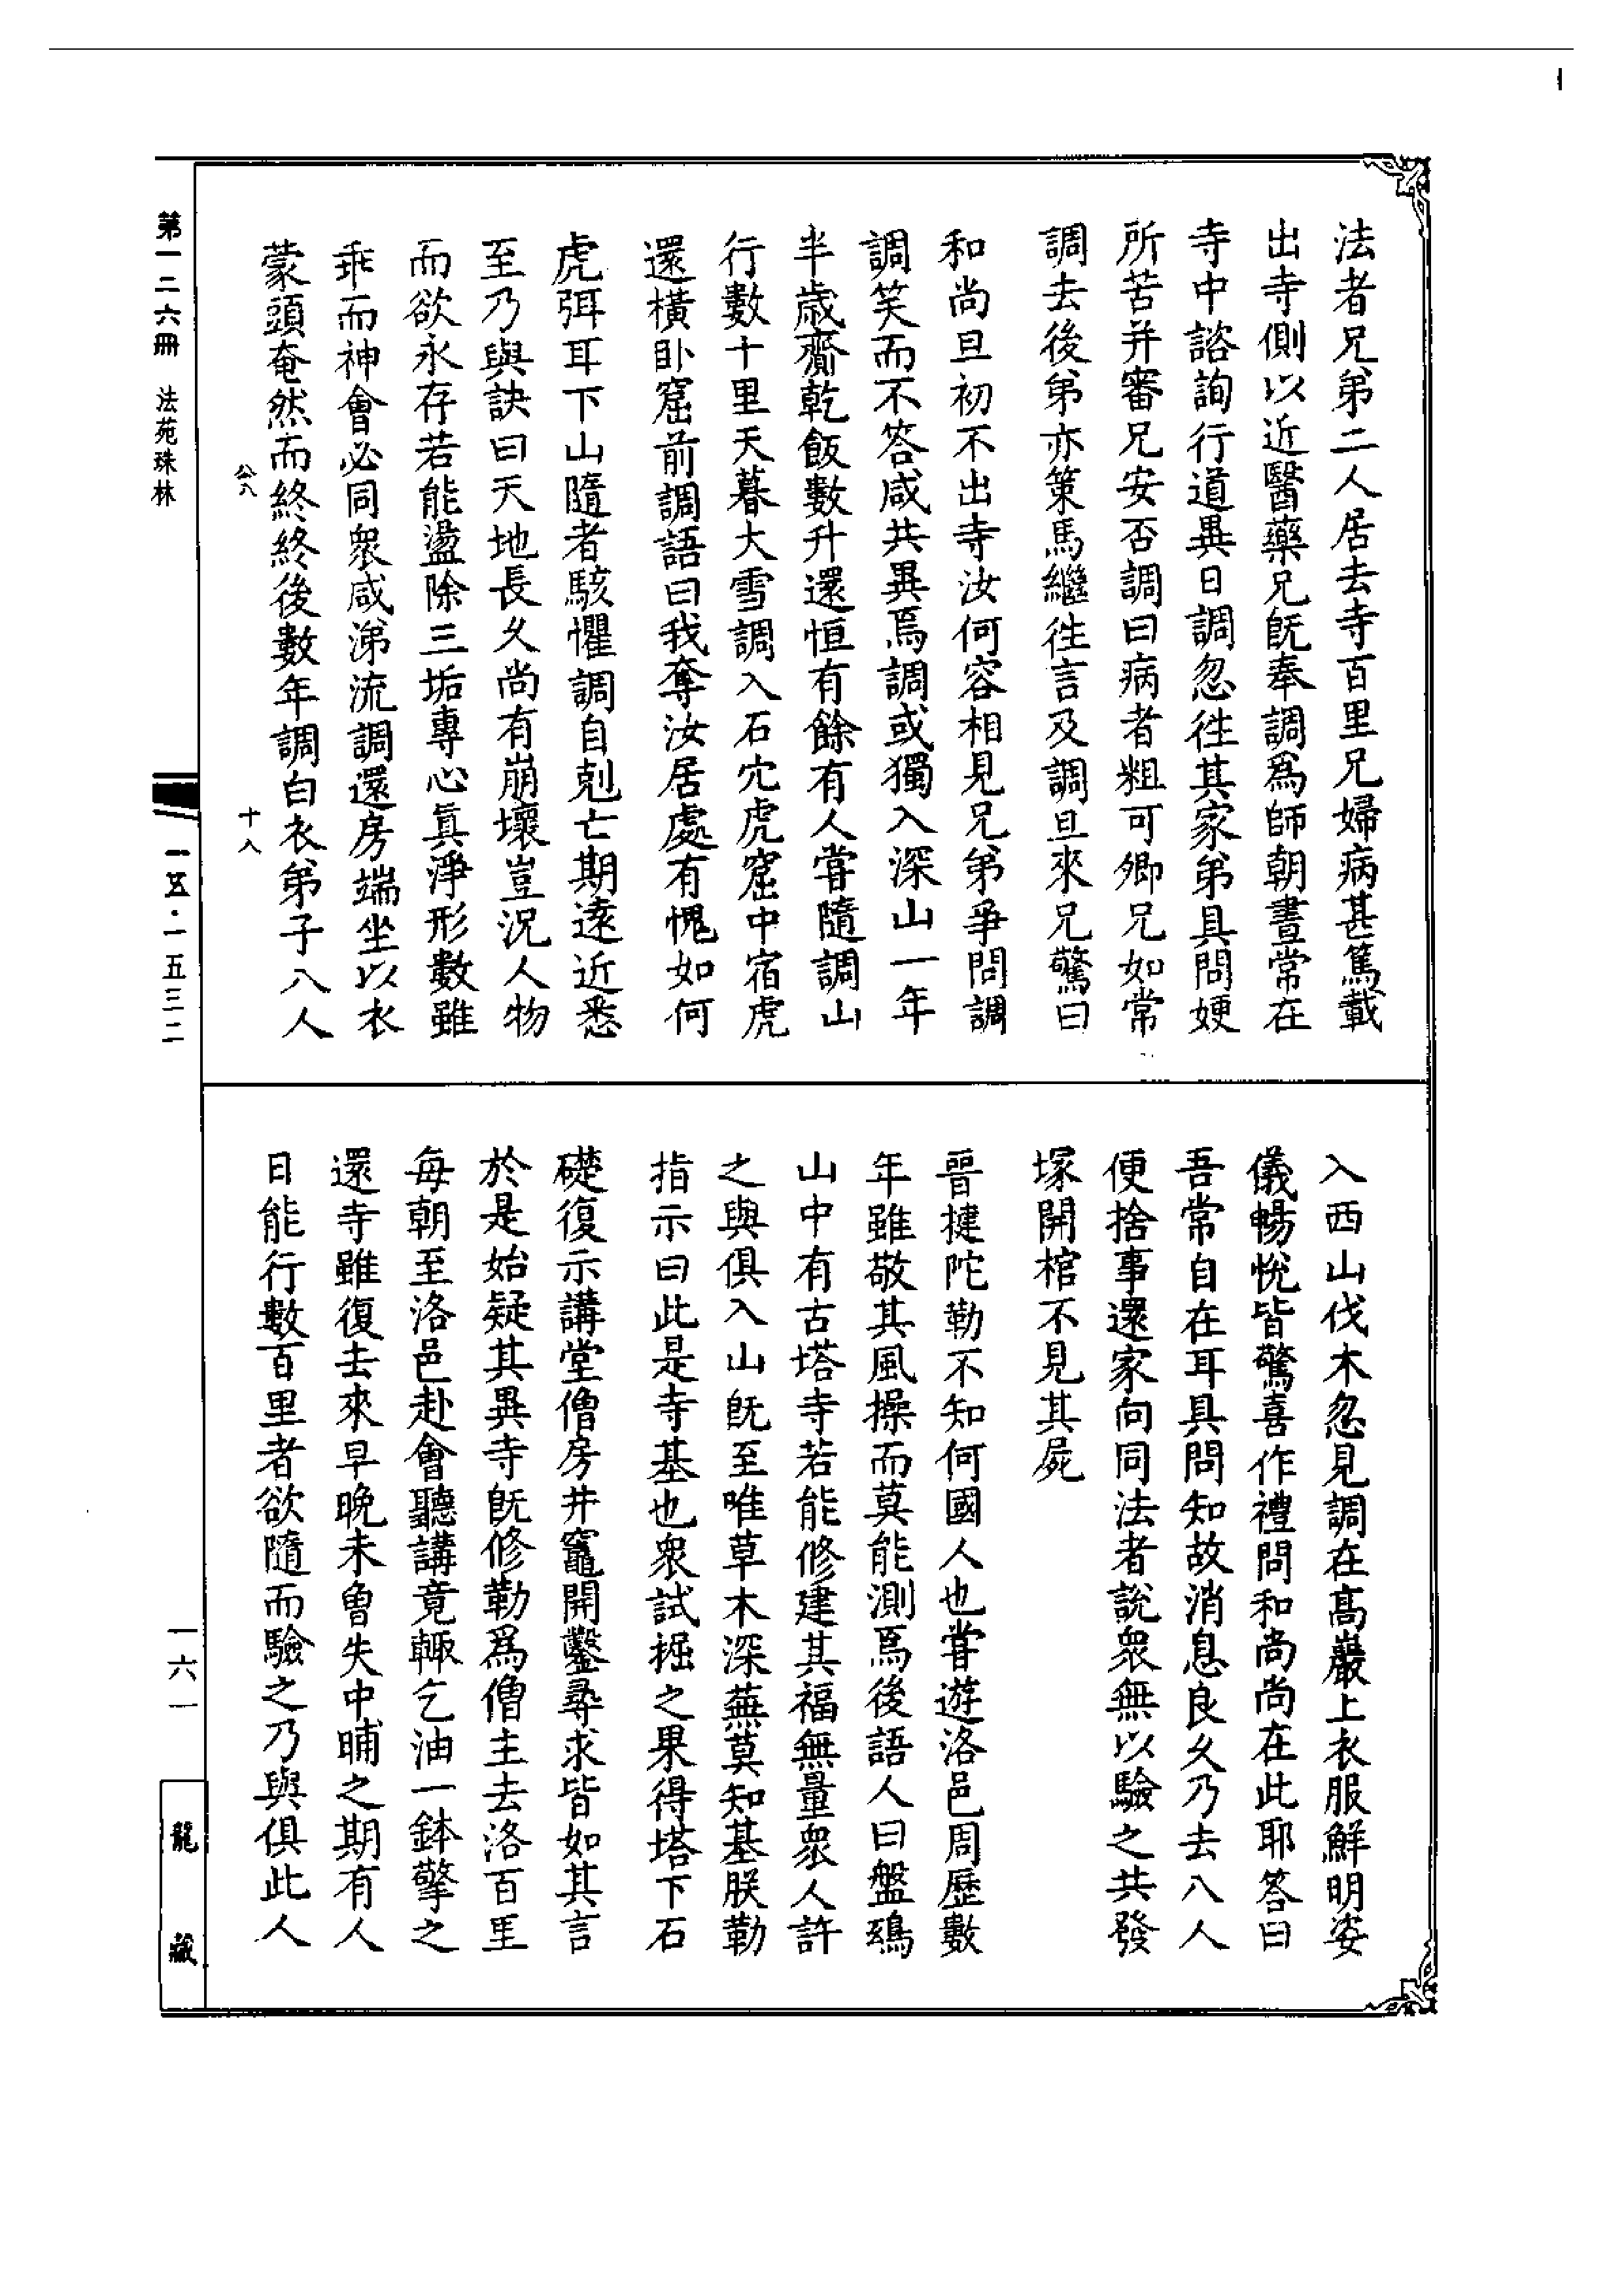 法者兄弟二人居去寺百里兄婦病甚篤載
出寺側以近醫藥兄旣奉調爲師朝晝常在
寺中諮詢行道異日調忽往其家弟具問㛐
所苦并審兄安否調曰病者粗可卿兄如常
調去後弟亦策馬繼往言及調旦來兄驚曰
和尚旦初不出寺汝何容相見兄弟爭問調
調笑而不答咸共異焉調或獨入深山一年
半歲齎乾飯數升還恒有餘有人嘗隨調山
行數十里天暮大雪調入石穴虎窟中宿虎
還橫卧窟前調語曰我奪汝居處有愧如何
虎弭耳下山隨者駭懼調自剋亡期遠近悉
至乃與訣曰天地長久尚有崩壞豈況人物
而欲永存若能盪除三垢專心眞淨形數雖
乖而神會必同衆咸涕流調還房端坐以衣
蒙頭奄然而終終後數年調白衣弟子八人
公八
十八
入西山伐木忽見調在高巖上衣服鮮明姿
儀暢悅皆驚喜作禮問和尚尚在此耶答曰
吾常自在耳具問知故消息良久乃去八人
便捨事還家向同法者說衆無以驗之共發
塚開棺不見其屍
晉揵陀勒不知何國人也嘗遊洛邑周歷數
年雖敬其風操而莫能測焉後語人曰盤鵄
山中有古塔寺若能修建其福無量衆人許
之與俱入山旣至唯草木深蕪莫知基朕勒
指示曰此是寺基也衆試掘之果得塔下石
礎復示講堂僧房井竈開鑿尋求皆如其言
於是始疑其異寺旣修勒爲僧主去洛百里
每朝至洛邑赴會聽講竟輒乞油一鉢擎之
還寺雖復去來早晚未曾失中晡之期有人
日能行數百里者欲隨而驗之乃與俱此人
第一二六冊　法苑珠林
一五·一五三二
一六一
龍藏